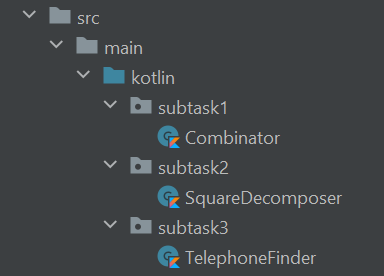 src
main
kotlin
subtask1
Combinator
subtask2
SquareDecomposer
subtask3
TelephoneFinder